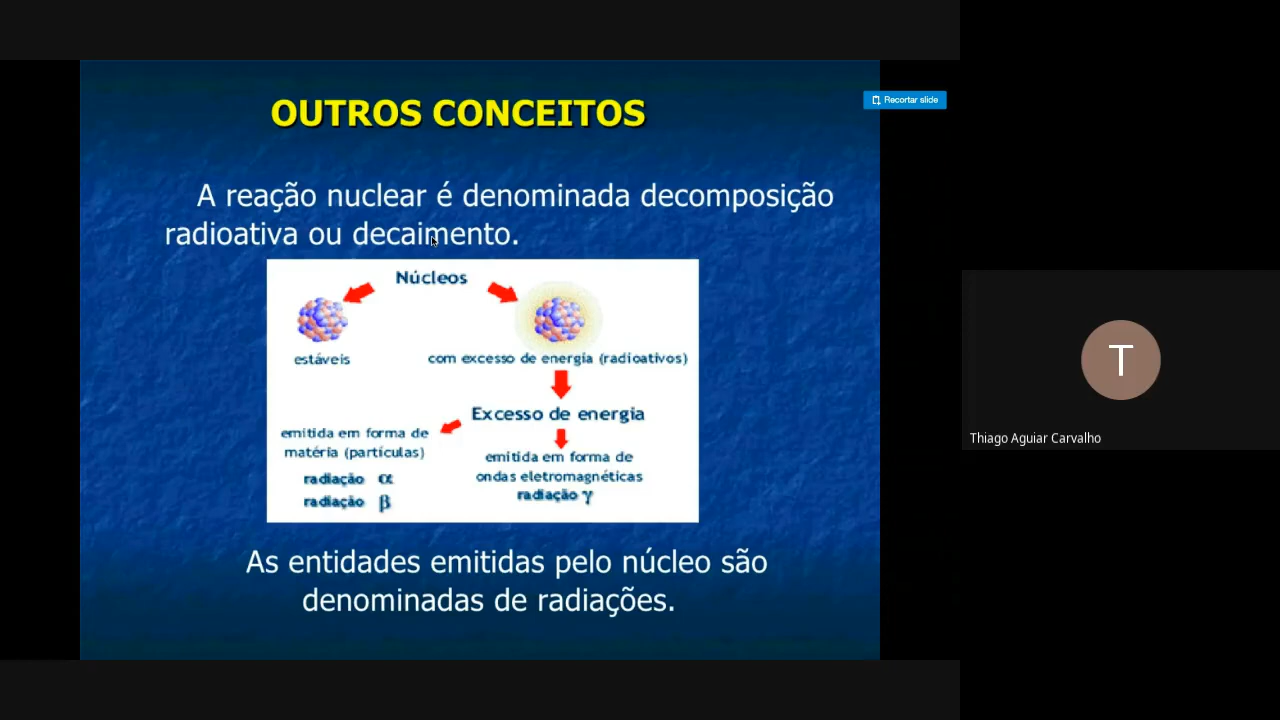 OUTROS CONCEITOS
Recortar slide
A reação nuclear é denominada decomposição
radioativa ou decaimento.
Núcleos
estáveis
com excesso de energia (radioativos)
Excesso de energia
emitida em forma de
matéria (partículas)
radiação α
radiação β
emitida em forma de
ondas eletromagnéticas
radiação γ
As entidades emitidas pelo núcleo são
denominadas de radiações.
T
Thiago Aguiar Carvalho